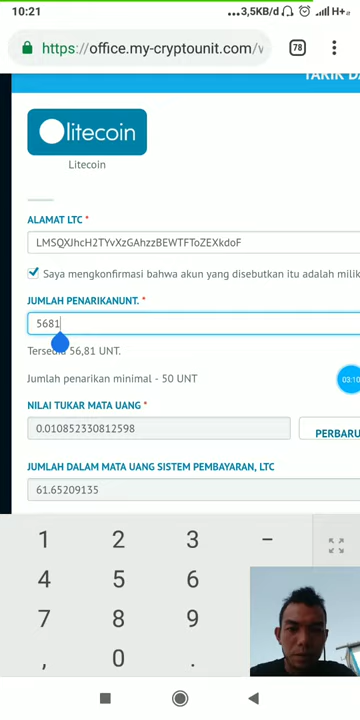 10:21
...3,5KB/d
H+
https://office.my-cryptounit.com/v
78
litecoin
Litecoin
ALAMAT LTC *
LMSQXJhcH2TYvXzGAhzzBEWTFToZEXkdoF
Saya mengkonfirmasi bahwa akun yang disebutkan itu adalah milik
JUMLAH PENARIKANUNT. *
5681
Tersedia 56,81 UNT.
Jumlah penarikan minimal - 50 UNT
03:10
NILAI TUKAR MATA UANG *
0.010852330812598
PERBARU
JUMLAH DALAM MATA UANG SISTEM PEMBAYARAN, LTC
61.65209135
1 2 3 –
4 5 6
7 8 9
, 0 .